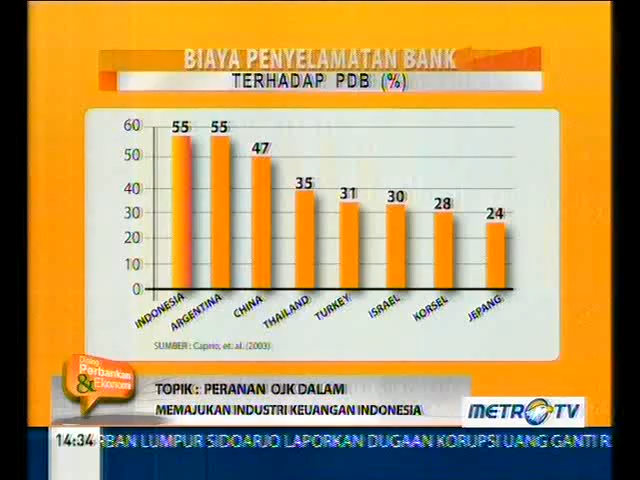 BIAYA PENYELAMATAN BANK
TERHADAP PDB (%)
60
50
40
30
20
10
0
55
55
47
35
31
30
28
24
INDONESIA
ARGENTINA
CHINA
THAILAND
TURKEY
ISRAEL
KORSEL
JEPANG
SUMBER : Caprio, et. al. (2003)
Dialog
Perbankan
& Ekonomi
TOPIK : PERANAN OJK DALAM
MEMAJUKAN INDUSTRI KEUANGAN INDONESIA
METRO TV
14:34 RBAN LUMPUR SIDOARJO LAPORKAN DUGAAN KORUPSI UANG GANTI R